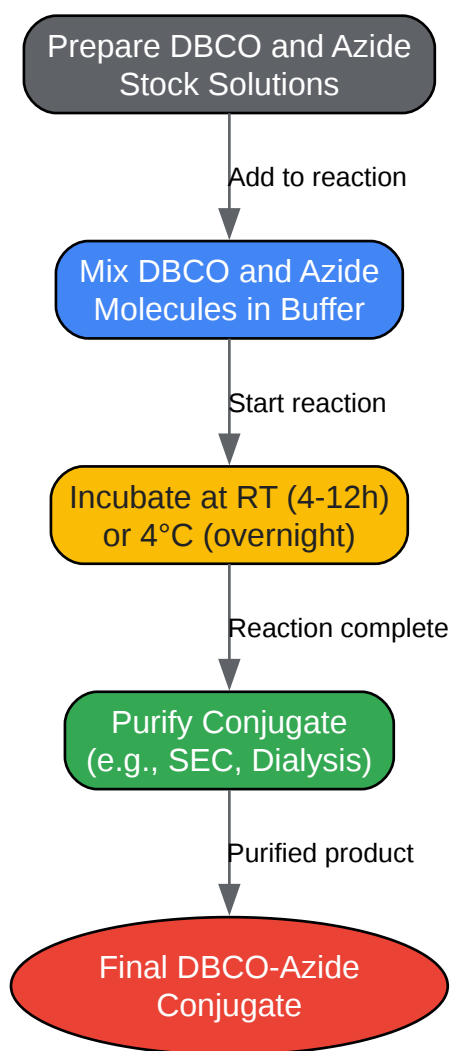 Prepare DBCO and Azide
Stock Solutions
Add to reaction
Mix DBCO and Azide
Molecules in Buffer
Start reaction
Incubate at RT (4-12h)
or 4°C (overnight)
Reaction complete
Purify Conjugate
(e.g., SEC, Dialysis)
Purified product
Final DBCO-Azide
Conjugate